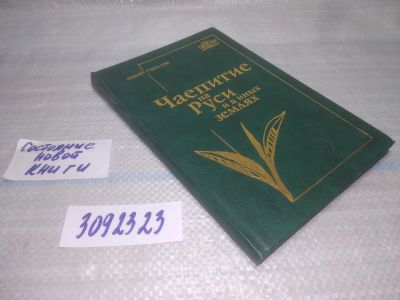 Чаепитие
на
Руси
и в иных
землях
Состояние
новой
книги
3092323